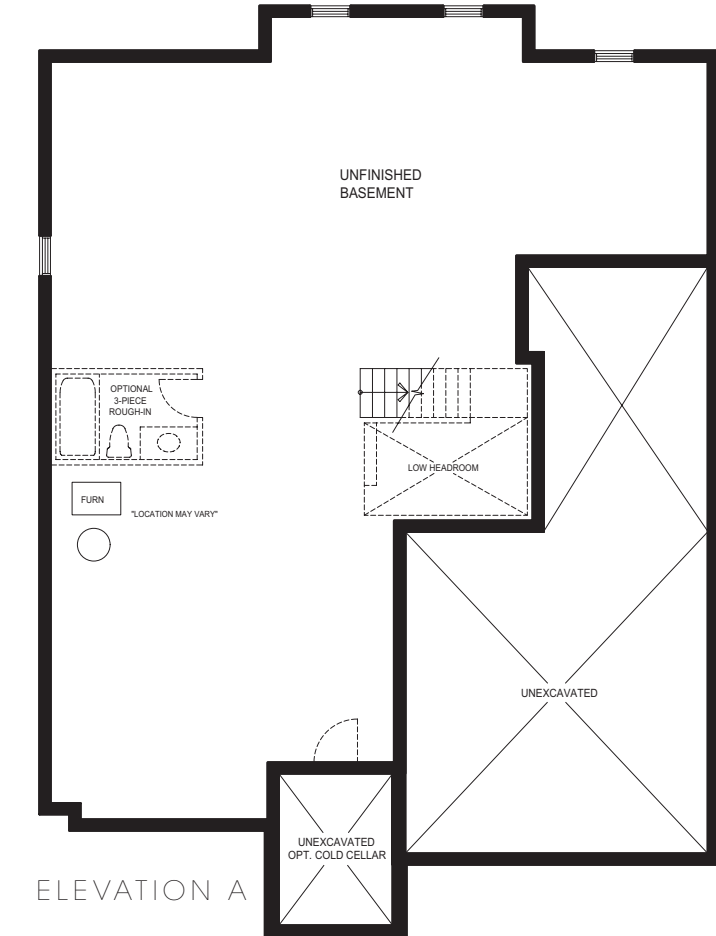 UNFINISHED
BASEMENT
OPTIONAL
3-PIECE
ROUGH-IN
LOW HEADROOM
FURN
"LOCATION MAY VARY"
UNEXCAVATED
UNEXCAVATED
OPT. COLD CELLAR
ELEVATION A